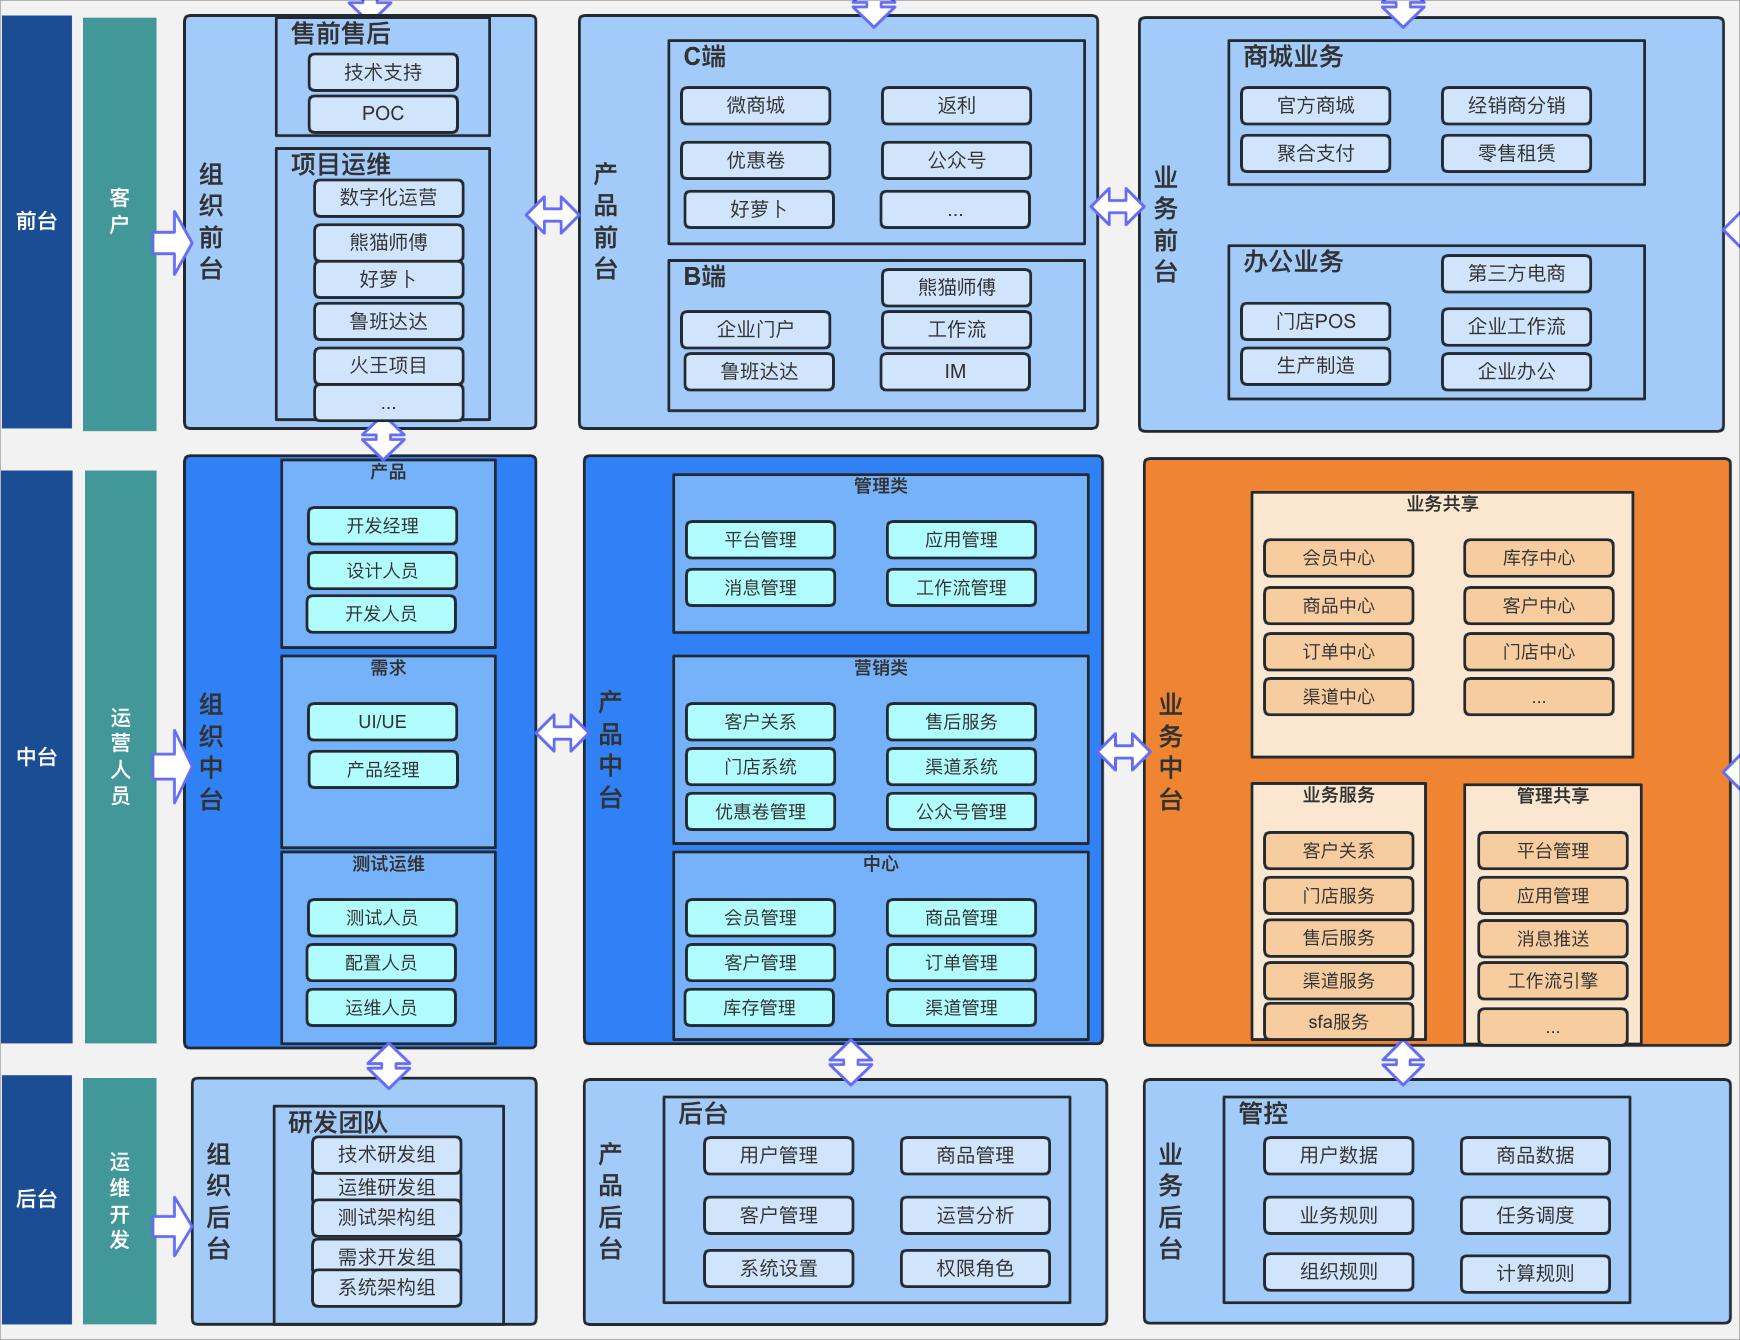 前台
客户
组织前台
售前售后
技术支持
POC
项目运维
数字化运营
熊猫师傅
好萝卜
鲁班达达
火王项目
...
产品前台
C端
微商城
返利
优惠卷
公众号
好萝卜
...
B端
熊猫师傅
企业门户
工作流
鲁班达达
IM
业务前台
商城业务
官方商城
经销商分销
聚合支付
零售租赁
办公业务
第三方电商
门店POS
企业工作流
生产制造
企业办公
中台
运营人员
组织中台
产品
开发经理
设计人员
开发人员
需求
UI/UE
产品经理
测试运维
测试人员
配置人员
运维人员
产品中台
管理类
平台管理
应用管理
消息管理
工作流管理
营销类
客户关系
售后服务
门店系统
渠道系统
优惠卷管理
公众号管理
中心
会员管理
商品管理
客户管理
订单管理
库存管理
渠道管理
业务中台
业务共享
会员中心
库存中心
商品中心
客户中心
订单中心
门店中心
渠道中心
...
业务服务
客户关系
门店服务
售后服务
渠道服务
sfa服务
管理共享
平台管理
应用管理
消息推送
工作流引擎
...
后台
运维开发
组织后台
研发团队
技术研发组
运维研发组
测试架构组
需求开发组
系统架构组
产品后台
后台
用户管理
商品管理
客户管理
运营分析
系统设置
权限角色
业务后台
管控
用户数据
商品数据
业务规则
任务调度
组织规则
计算规则